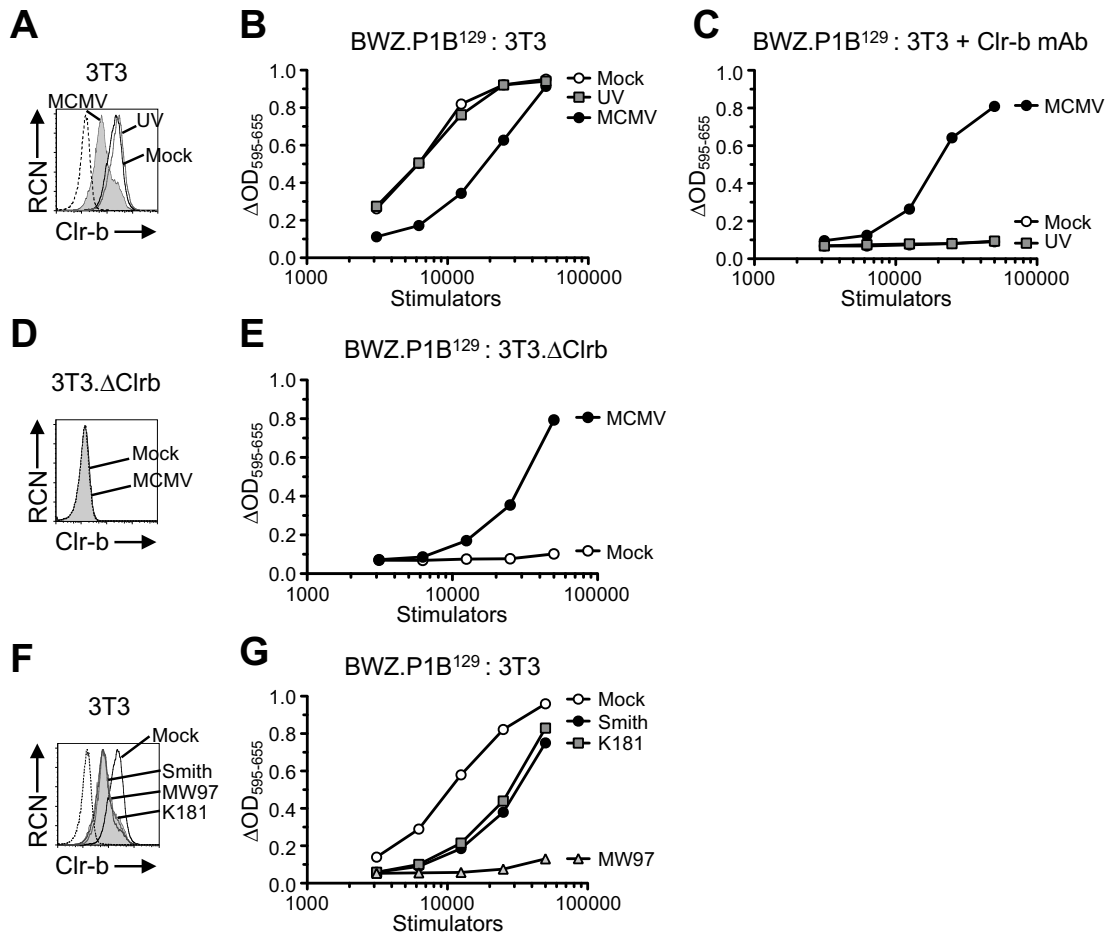 A
3T3
MCMV
UV
Mock
RCN
Clr-b
B
BWZ.P1B¹²⁹ : 3T3
1.0
0.8
0.6
0.4
0.2
0.0
ΔOD₅₉₅₋₆₅₅
1000
10000
100000
Stimulators
Mock
UV
MCMV
C
BWZ.P1B¹²⁹ : 3T3 + Clr-b mAb
1.0
0.8
0.6
0.4
0.2
0.0
ΔOD₅₉₅₋₆₅₅
1000
10000
100000
Stimulators
MCMV
Mock
UV
D
3T3.ΔClrb
Mock
MCMV
RCN
Clr-b
E
BWZ.P1B¹²⁹ : 3T3.ΔClrb
1.0
0.8
0.6
0.4
0.2
0.0
ΔOD₅₉₅₋₆₅₅
1000
10000
100000
Stimulators
MCMV
Mock
F
3T3
Mock
Smith
MW97
K181
RCN
Clr-b
G
BWZ.P1B¹²⁹ : 3T3
1.0
0.8
0.6
0.4
0.2
0.0
ΔOD₅₉₅₋₆₅₅
1000
10000
100000
Stimulators
Mock
Smith
K181
MW97